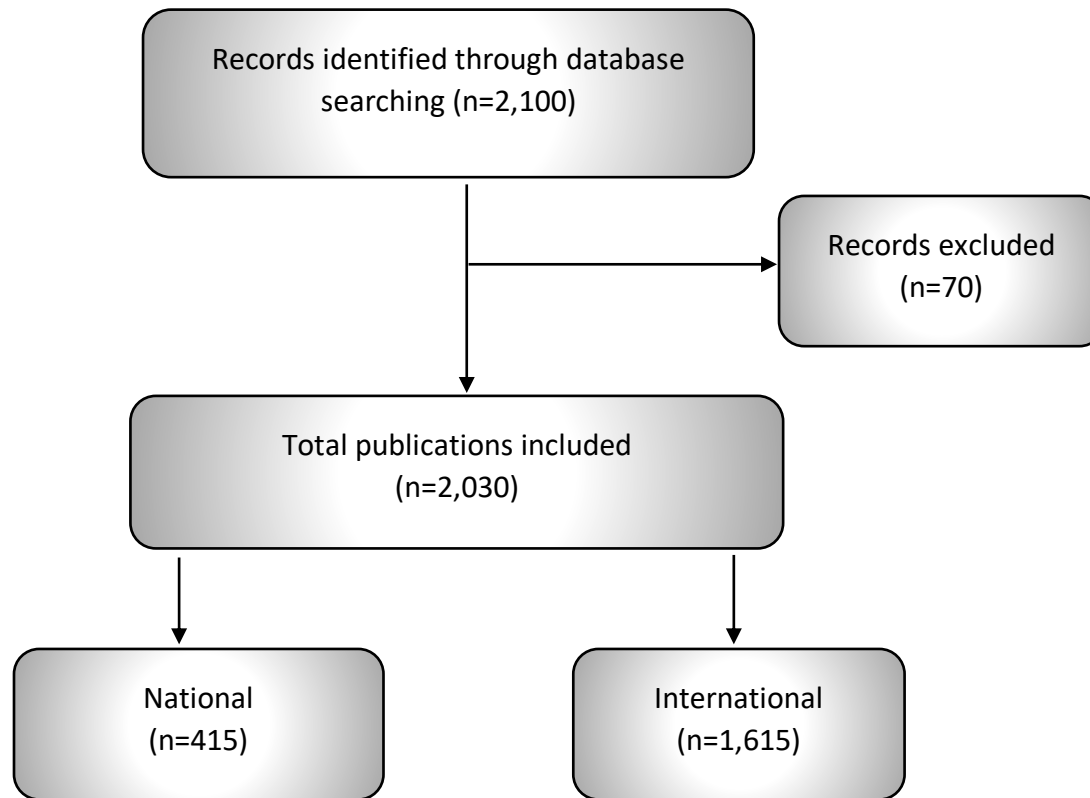 Records identified through database
searching (n=2,100)
Records excluded
(n=70)
Total publications included
(n=2,030)
National
(n=415)
International
(n=1,615)